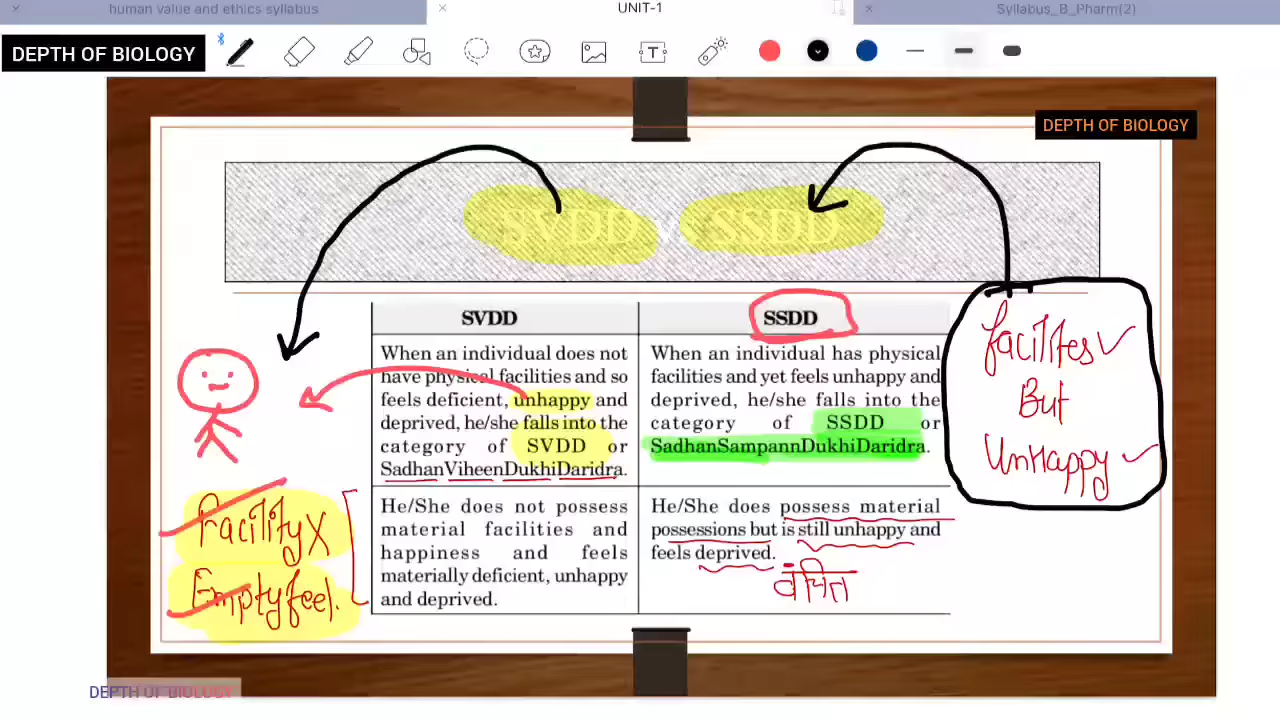 human value and ethics syllabus
UNIT-1
Syllabus_B_Pharm(2)
DEPTH OF BIOLOGY
DEPTH OF BIOLOGY
SVDD vs SSDD
SVDD
SSDD
When an individual does not
have physical facilities and so
feels deficient, unhappy and
deprived, he/she falls into the
category of SVDD or
SadhanViheenDukhiDaridra.
When an individual has physical
facilities and yet feels unhappy and
deprived, he/she falls into the
category of SSDD or
SadhanSampannDukhiDaridra.
facilites
But
UnHappy
He/She does not possess
material facilities and
happiness and feels
materially deficient, unhappy
and deprived.
He/She does possess material
possessions but is still unhappy and
feels deprived.
वंचित
Facility X
Empty feel.
DEPTH OF BIOLOGY